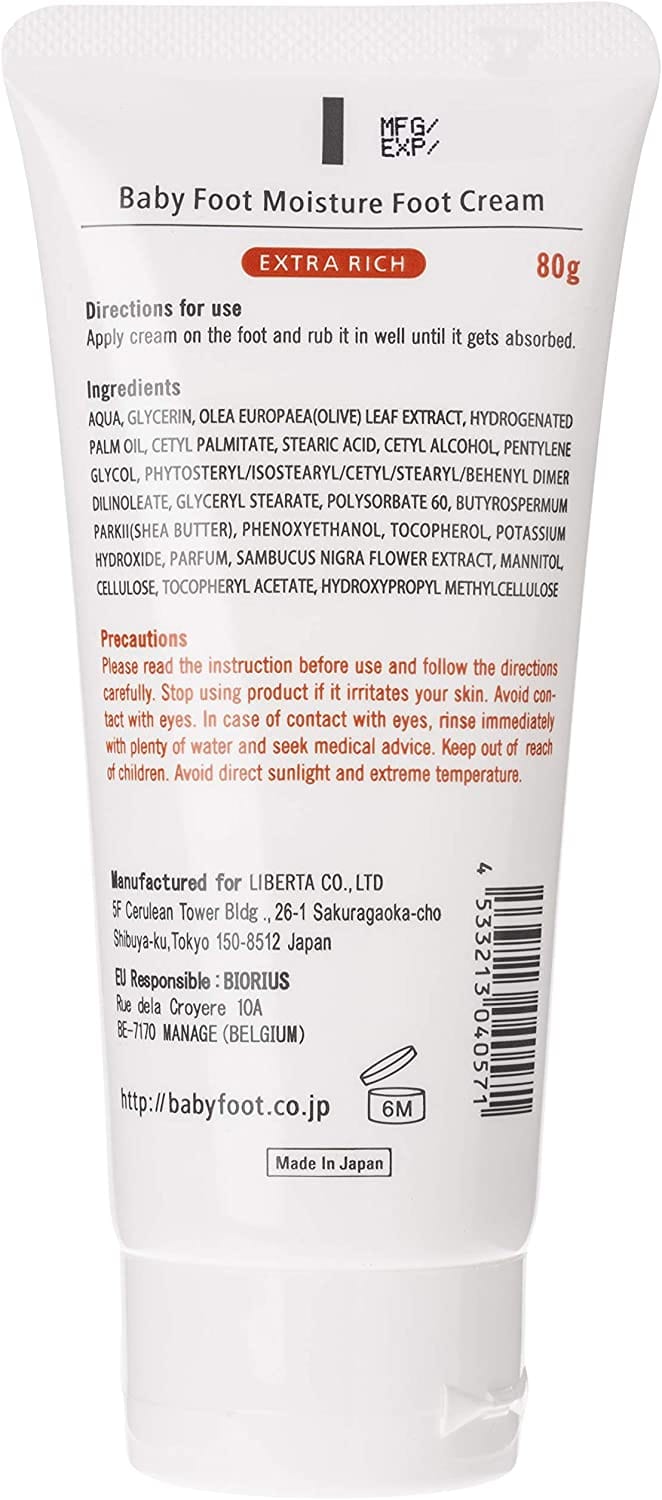 MFG/
EXP/
Baby Foot Moisture Foot Cream
EXTRA RICH
80g
Directions for use
Apply cream on the foot and rub it in well until it gets absorbed.
Ingredients
AQUA, GLYCERIN, OLEA EUROPAEA(OLIVE) LEAF EXTRACT, HYDROGENATED
PALM OIL, CETYL PALMITATE, STEARIC ACID, CETYL ALCOHOL, PENTYLENE
GLYCOL, PHYTOSTERYL/ISOSTEARYL/CETYL/STEARYL/BEHENYL DIMER
DILINOLEATE, GLYCERYL STEARATE, POLYSORBATE 60, BUTYROSPERMUM
PARKII(SHEA BUTTER), PHENOXYETHANOL, TOCOPHEROL, POTASSIUM
HYDROXIDE, PARFUM, SAMBUCUS NIGRA FLOWER EXTRACT, MANNITOL,
CELLULOSE, TOCOPHERYL ACETATE, HYDROXYPROPYL METHYLCELLULOSE
Precautions
Please read the instruction before use and follow the directions
carefully. Stop using product if it irritates your skin. Avoid con-
tact with eyes. In case of contact with eyes, rinse immediately
with plenty of water and seek medical advice. Keep out of reach
of children. Avoid direct sunlight and extreme temperature.
Manufactured for LIBERTA CO.,LTD
5F Cerulean Tower Bldg ., 26-1 Sakuragaoka-cho
Shibuya-ku,Tokyo 150-8512 Japan
EU Responsible : BIORIUS
Rue dela Croyere 10A
BE-7170 MANAGE (BELGIUM)
http://babyfoot.co.jp
6M
Made In Japan
4 533213 040571